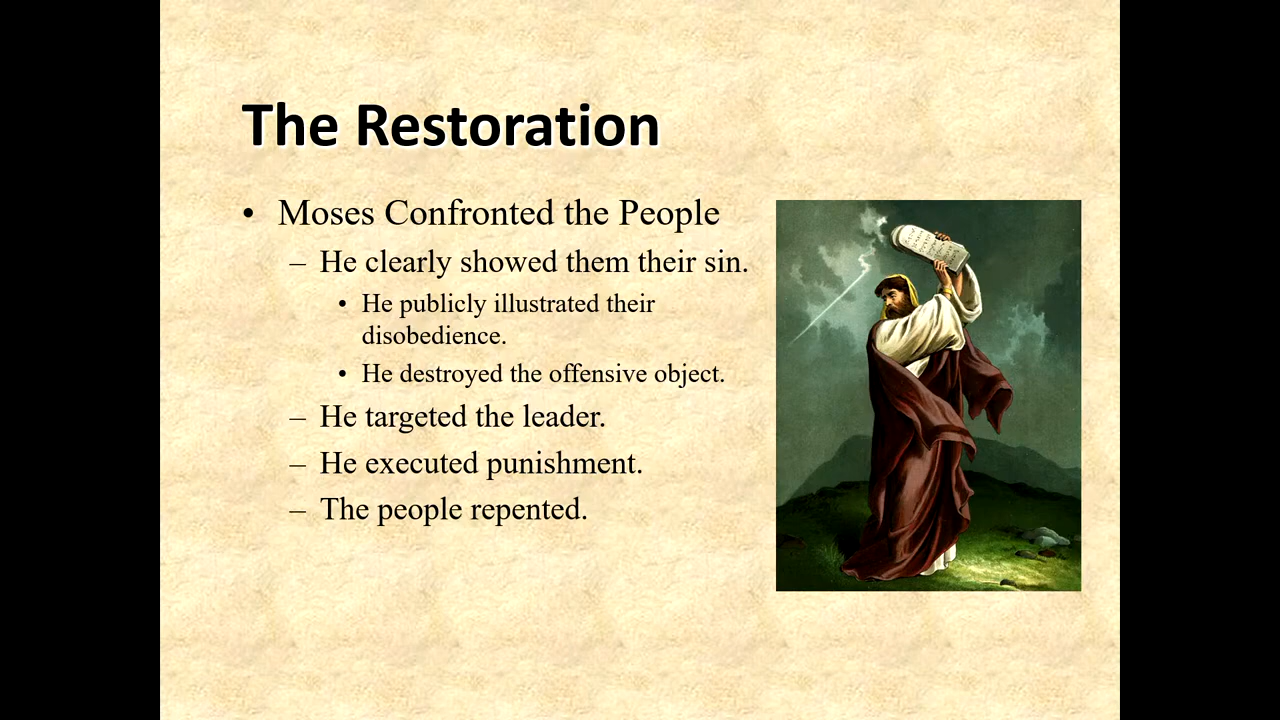 The Restoration
• Moses Confronted the People
– He clearly showed them their sin.
• He publicly illustrated their
disobedience.
• He destroyed the offensive object.
– He targeted the leader.
– He executed punishment.
– The people repented.